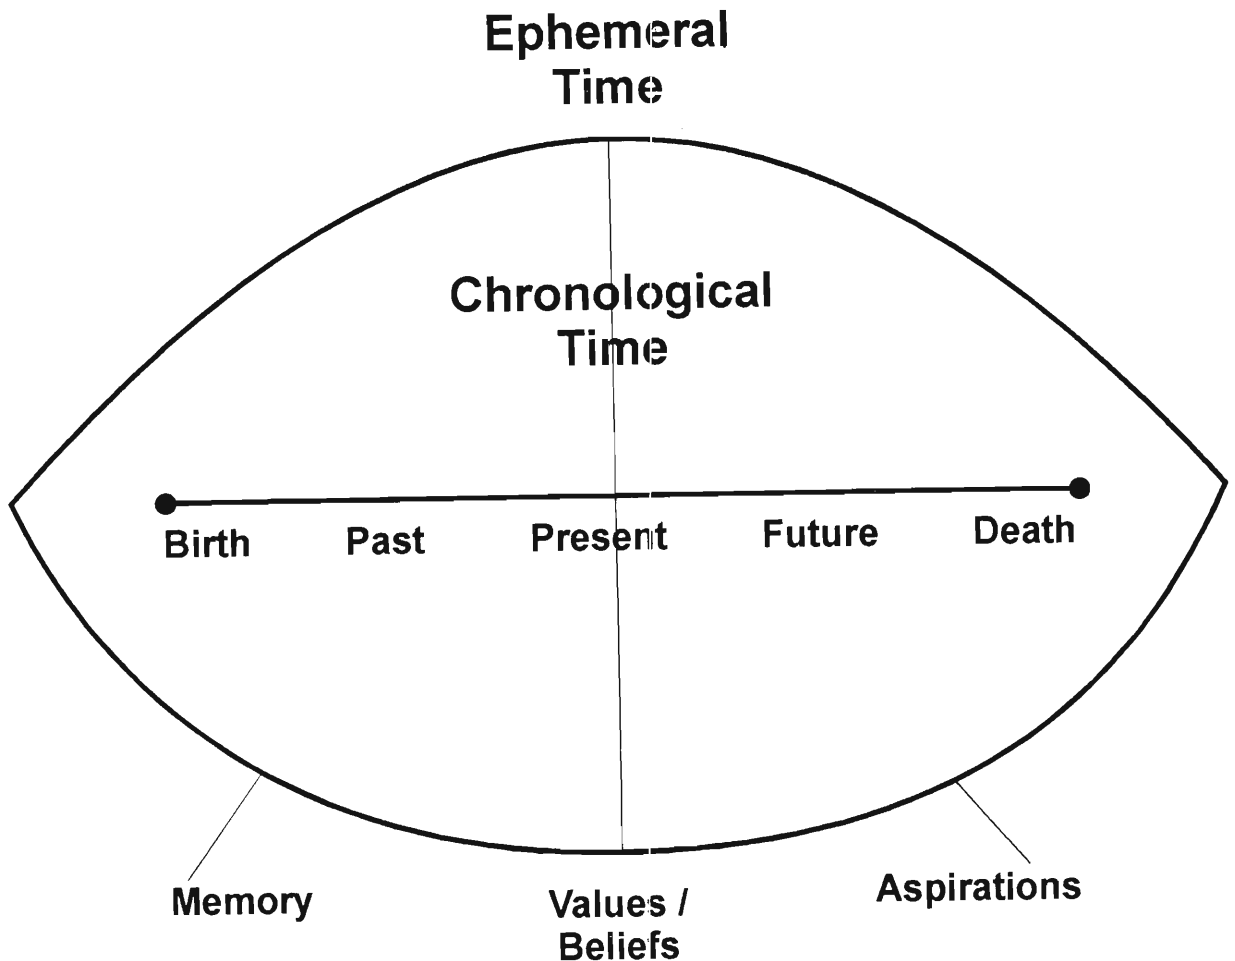 Ephemeral
Time
Chronological
Time
Birth Past Present Future Death
Memory Values / Aspirations
Beliefs